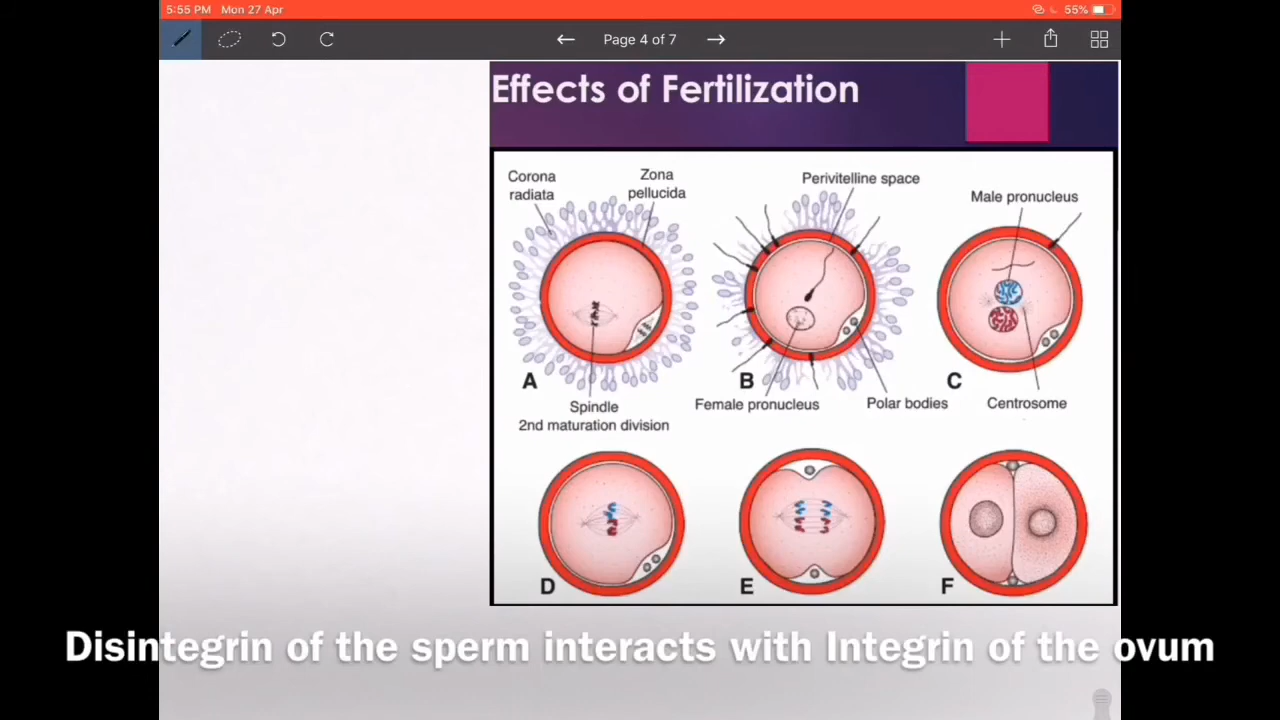 5:55 PM Mon 27 Apr
55%
Page 4 of 7
Effects of Fertilization
Corona
radiata
Zona
pellucida
Perivitelline space
Male pronucleus
A
B
C
Spindle
2nd maturation division
Female pronucleus
Polar bodies
Centrosome
D
E
F
Disintegrin of the sperm interacts with Integrin of the ovum